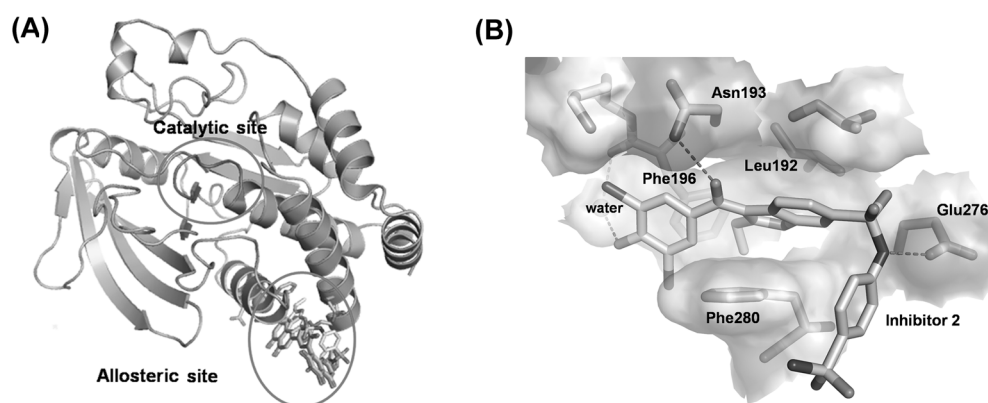 (A)
Catalytic site
Allosteric site
(B)
Asn193
Leu192
Phe196
water
Glu276
Phe280
Inhibitor 2